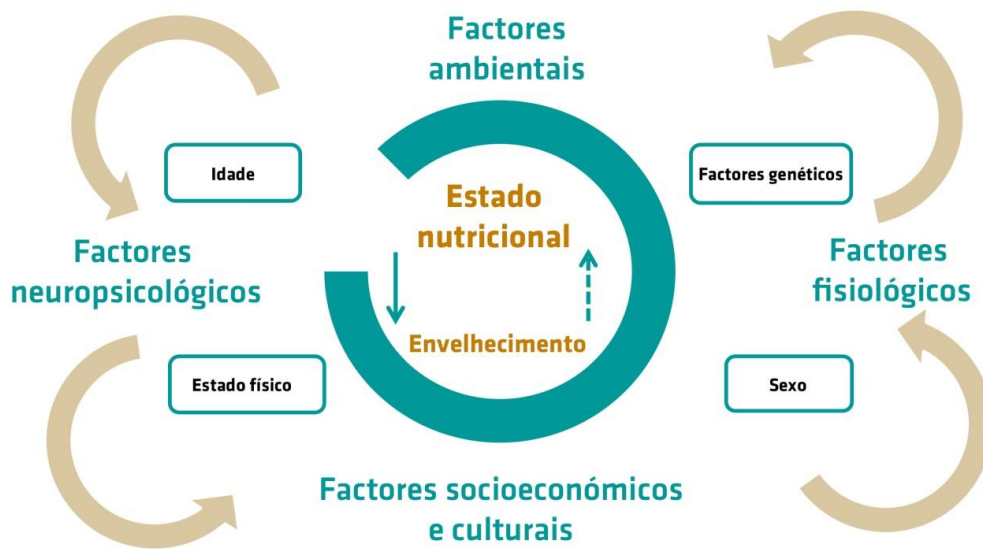 Factores
ambientais
Idade
Factores genéticos
Estado
nutricional
Factores
neuropsicológicos
Factores
fisiológicos
Envelhecimento
Estado físico
Sexo
Factores socioeconómicos
e culturais